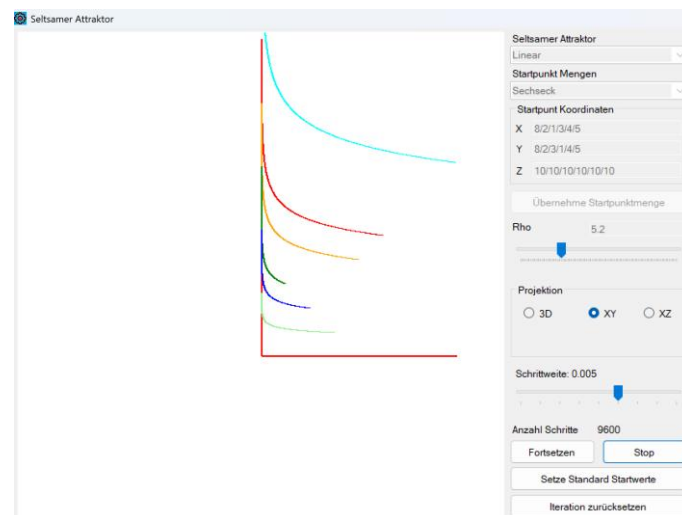 Seltsamer Attraktor
Seltsamer Attraktor
Linear
Startpunkt Mengen
Sechseck
Startpunt Koordinaten
X 8/2/1/3/4/5
Y 8/2/3/1/4/5
Z 10/10/10/10/10/10
Übernehme Startpunktmenge
Rho 5.2
Projektion
3D XY XZ
Schrittweite: 0.005
Anzahl Schritte 9600
Fortsetzen Stop
Setze Standard Startwerte
Iteration zurücksetzen